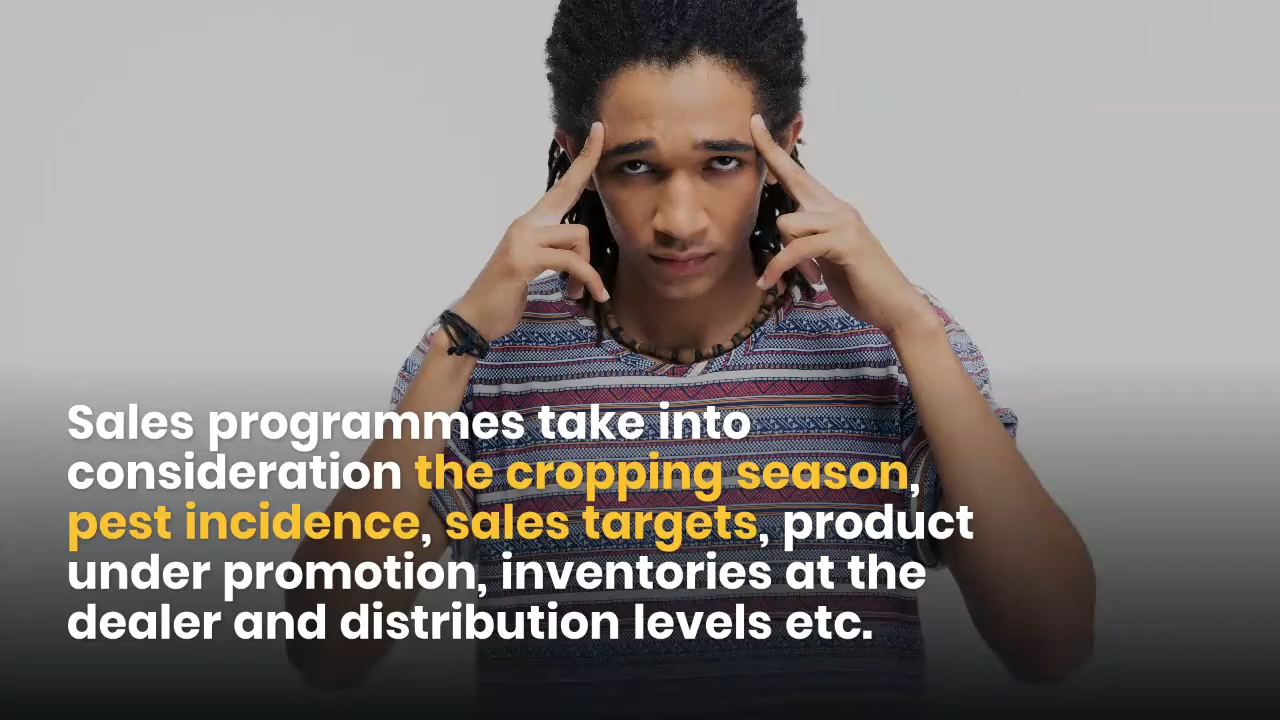 Sales programmes take into
consideration the cropping season,
pest incidence, sales targets, product
under promotion, inventories at the
dealer and distribution levels etc.